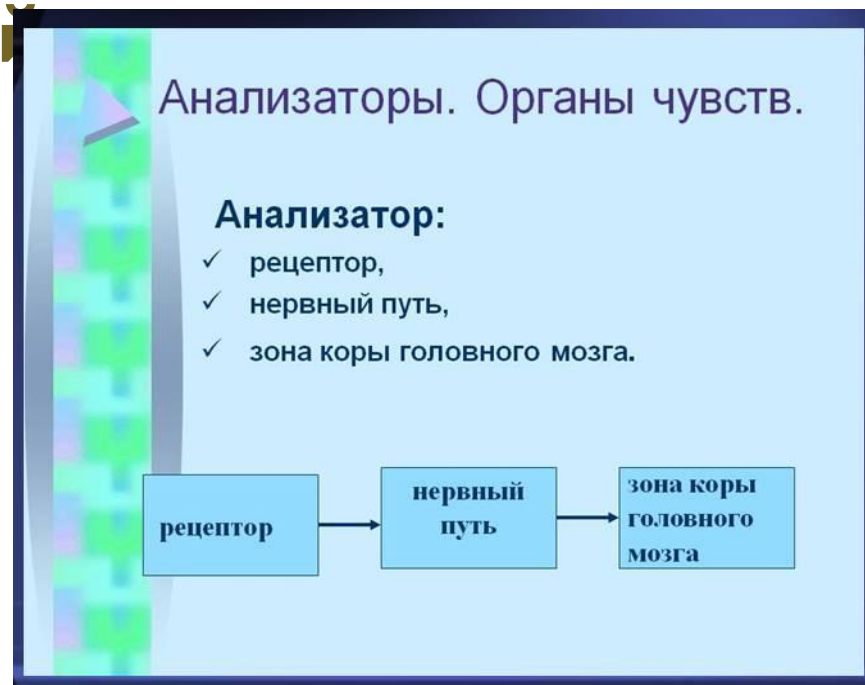 Анализаторы. Органы чувств.
Анализатор:
✓ рецептор,
✓ нервный путь,
✓ зона коры головного мозга.
рецептор
нервный
путь
зона коры
головного
мозга